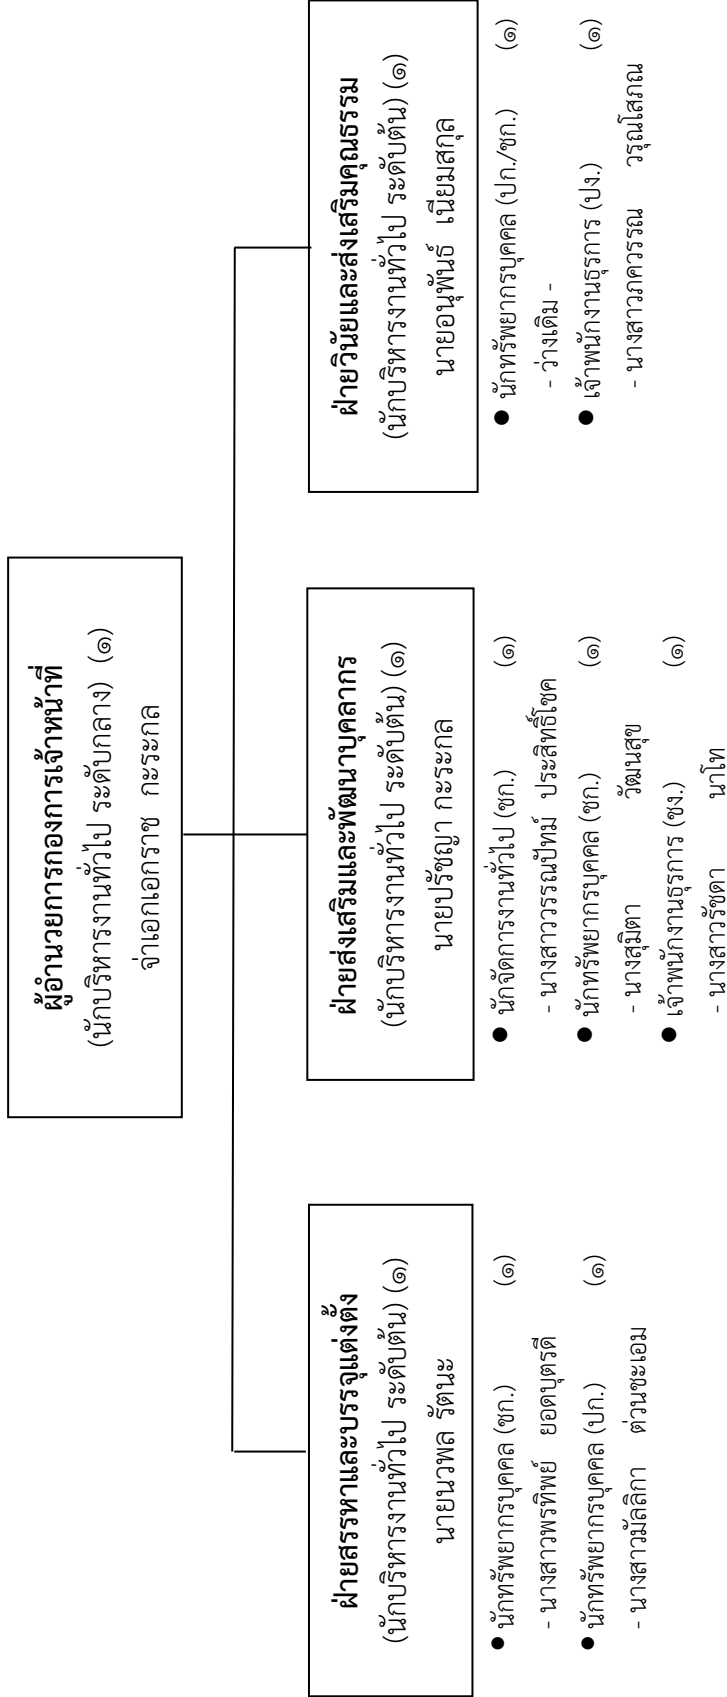 ผู้อำนวยการกองการเจ้าหน้าที่
(นักบริหารงานทั่วไป ระดับกลาง) (๑)
จ่าเอกเอกราช กะระกล
ฝ่ายสรรหาและบรรจุแต่งตั้ง
(นักบริหารงานทั่วไป ระดับต้น) (๑)
นายนวพล รัตนะ
● นักทรัพยากรบุคคล (ชก.) (๑)
- นางสาวพรทิพย์ ยอดบุตรดี
● นักทรัพยากรบุคคล (ปก.) (๑)
- นางสาวมัลลิกา ต่วนชะเอม
ฝ่ายส่งเสริมและพัฒนาบุคลากร
(นักบริหารงานทั่วไป ระดับต้น) (๑)
นายปรัชญา กะระกล
● นักจัดการงานทั่วไป (ชก.) (๑)
- นางสาววรรณปัทม์ ประสิทธิ์โชค
● นักทรัพยากรบุคคล (ชก.) (๑)
- นางสุมิตา วัฒนสุข
● เจ้าพนักงานธุรการ (ชง.) (๑)
- นางสาวรัชดา นาโท
ฝ่ายวินัยและส่งเสริมคุณธรรม
(นักบริหารงานทั่วไป ระดับต้น) (๑)
นายอนุพันธ์ เนียมสกุล
● นักทรัพยากรบุคคล (ปก./ชก.) (๑)
- ว่างเดิม -
● เจ้าพนักงานธุรการ (ปง.) (๑)
- นางสาวภควรรณ วรุณโสภณ